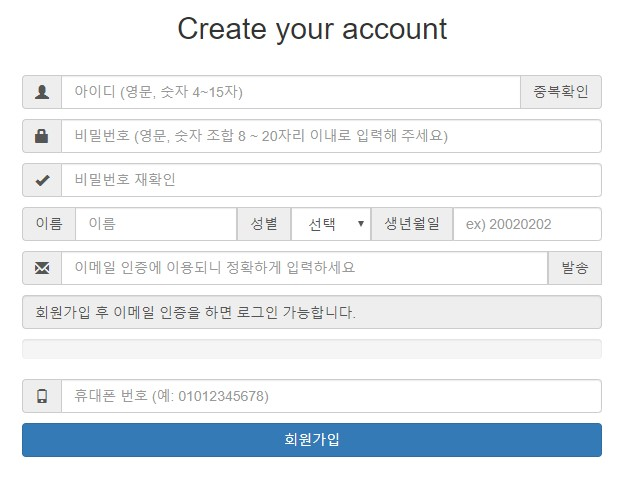 Create your account
아이디 (영문, 숫자 4~15자) 중복확인
비밀번호 (영문, 숫자 조합 8 ~ 20자리 이내로 입력해 주세요)
비밀번호 재확인
이름 이름 성별 선택 생년월일 ex) 20020202
이메일 인증에 이용되니 정확하게 입력하세요 발송
회원가입 후 이메일 인증을 하면 로그인 가능합니다.
휴대폰 번호 (예: 01012345678)
회원가입